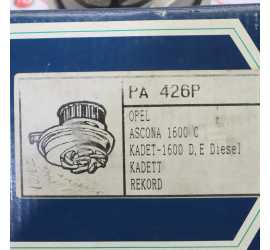 PA 426P
OPEL
ASCONA 1600 C
KADET-1600 D,E Diesel
KADETT
REKORD